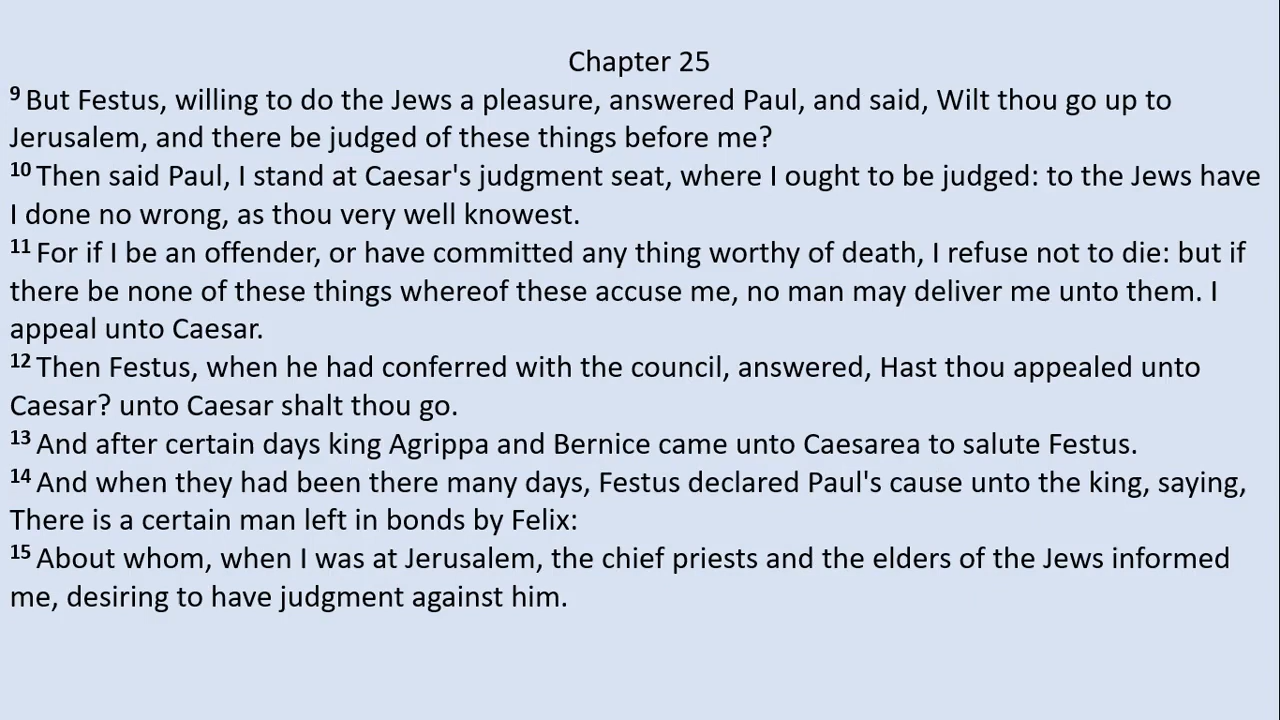 Chapter 25
9 But Festus, willing to do the Jews a pleasure, answered Paul, and said, Wilt thou go up to
Jerusalem, and there be judged of these things before me?
10 Then said Paul, I stand at Caesar's judgment seat, where I ought to be judged: to the Jews have
I done no wrong, as thou very well knowest.
11 For if I be an offender, or have committed any thing worthy of death, I refuse not to die: but if
there be none of these things whereof these accuse me, no man may deliver me unto them. I
appeal unto Caesar.
12 Then Festus, when he had conferred with the council, answered, Hast thou appealed unto
Caesar? unto Caesar shalt thou go.
13 And after certain days king Agrippa and Bernice came unto Caesarea to salute Festus.
14 And when they had been there many days, Festus declared Paul's cause unto the king, saying,
There is a certain man left in bonds by Felix:
15 About whom, when I was at Jerusalem, the chief priests and the elders of the Jews informed
me, desiring to have judgment against him.